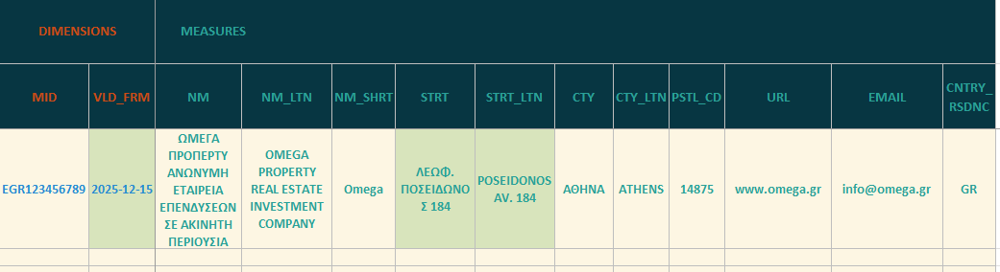 DIMENSIONS MEASURES
MID VLD_FRM NM NM_LTN NM_SHRT STRT STRT_LTN CTY CTY_LTN PSTL_CD URL EMAIL CNTRY_
RSDNC
EGR123456789
2025-12-15
ΩΜΕΓΑ
ΠΡΟΠΕΡΤΥ
ΑΝΩΝΥΜΗ
ΕΤΑΙΡΕΙΑ
ΕΠΕΝΔΥΣΕΩΝ
ΣΕ ΑΚΙΝΗΤΗ
ΠΕΡΙΟΥΣΙΑ
OMEGA
PROPERTY
REAL ESTATE
INVESTMENT
COMPANY
Omega
ΛΕΩΦ.
ΠΟΣΕΙΔΩΝΟ
Σ 184
POSEIDONOS
AV. 184
ΑΘΗΝΑ
ATHENS
14875
www.omega.gr
info@omega.gr
GR